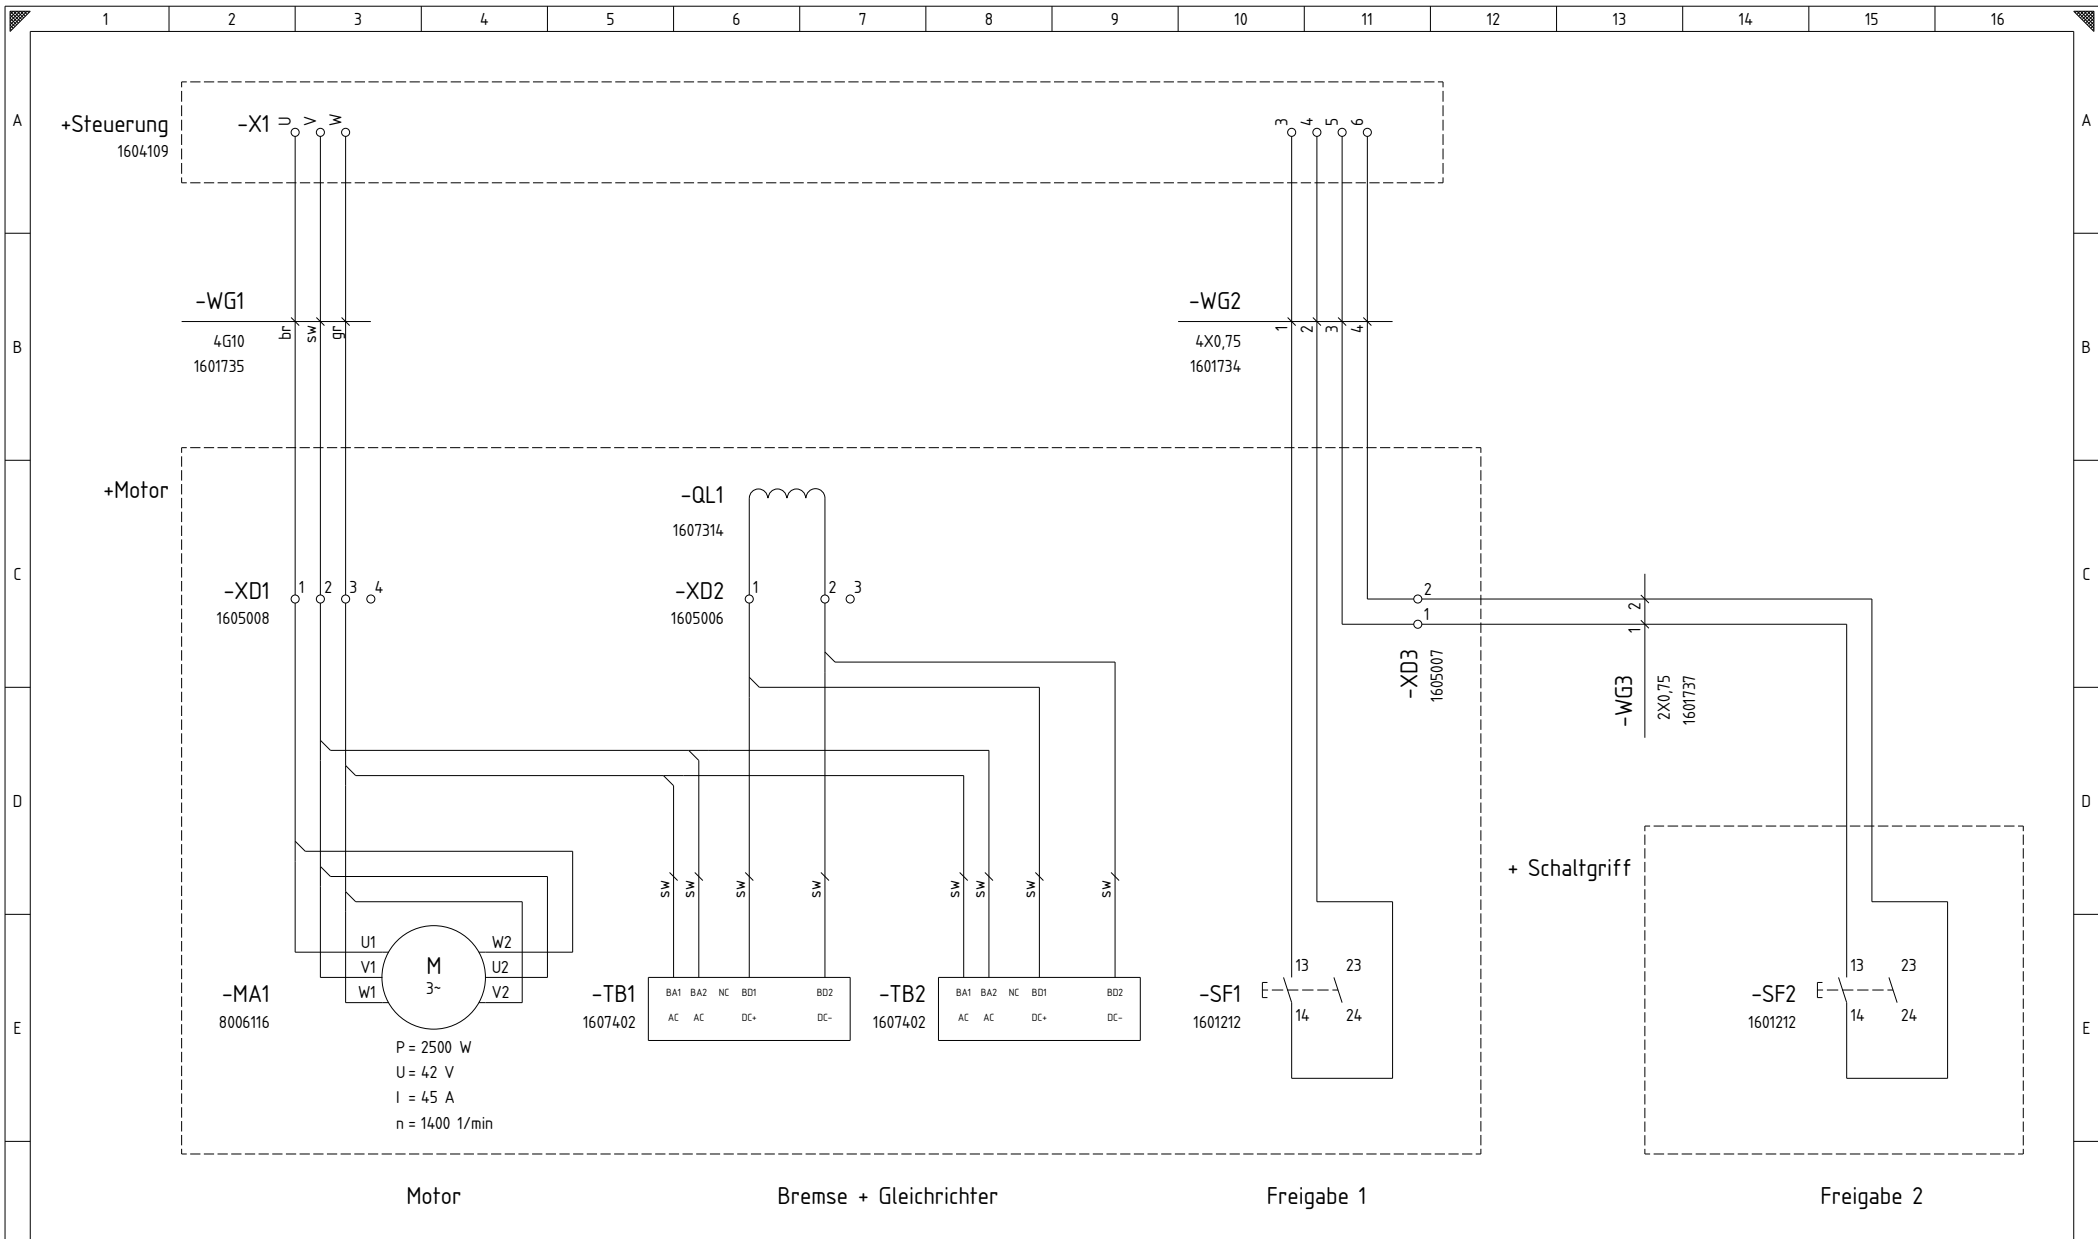 1 2 3 4 5 6 7 8 9 10 11 12 13 14 15 16
A A
+Steuerung
1604109
-X1
U V W
3 4 5 6
B B
-WG1
4G10
1601735
br sw gr
-WG2
4X0,75
1601734
1 2 3 4
+Motor
-QL1
1607314
C C
-XD1
1605008
1 2 3 4
-XD2
1605006
1 2 3
2
1
-XD3
1605007
2
1
-WG3
2X0,75
1601737
D D
+ Schaltgriff
sw sw sw sw sw sw sw sw
E E
-MA1
8006116
U1
V1
W1
M
3~
W2
U2
V2
P = 2500 W
U = 42 V
I = 45 A
n = 1400 1/min
-TB1
1607402
BA1 BA2 NC BD1 BD2
AC AC DC+ DC-
-TB2
1607402
BA1 BA2 NC BD1 BD2
AC AC DC+ DC-
-SF1
1601212
13 23
14 24
-SF2
1601212
13 23
14 24
Motor
Bremse + Gleichrichter
Freigabe 1
Freigabe 2